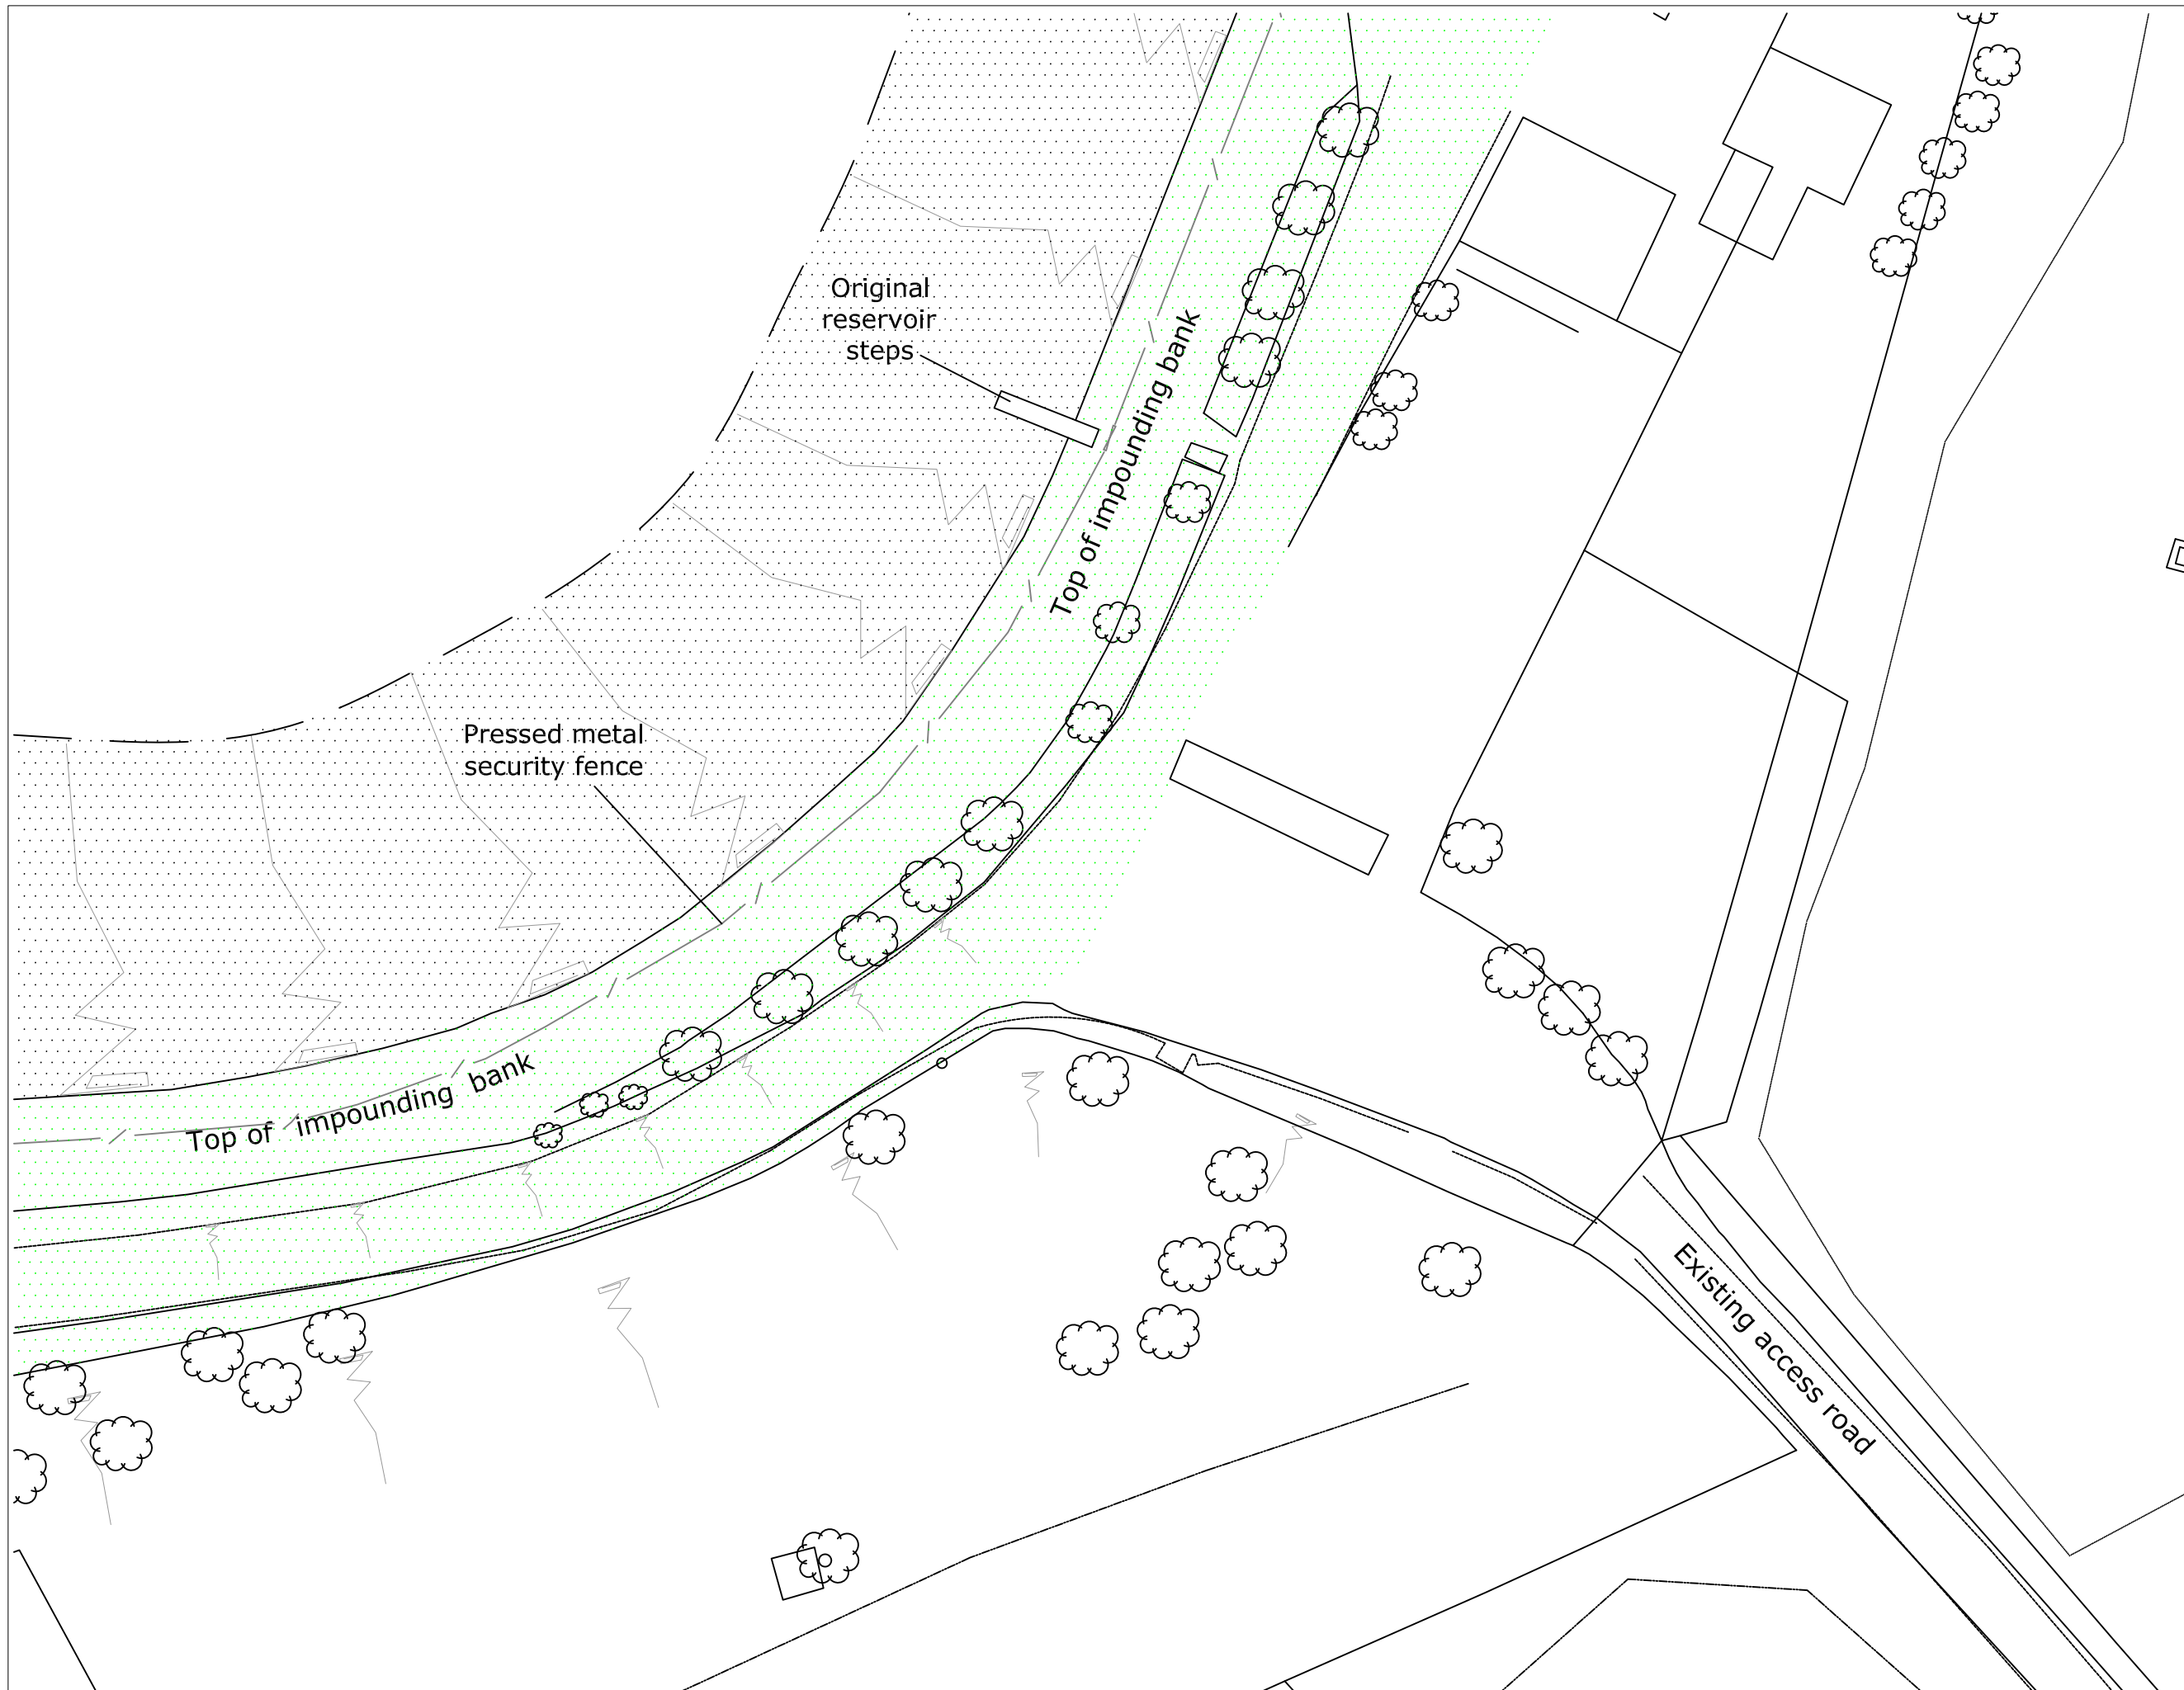 Original
reservoir
steps
Top of impounding bank
Pressed metal
security fence
Top of impounding bank
Existing access road